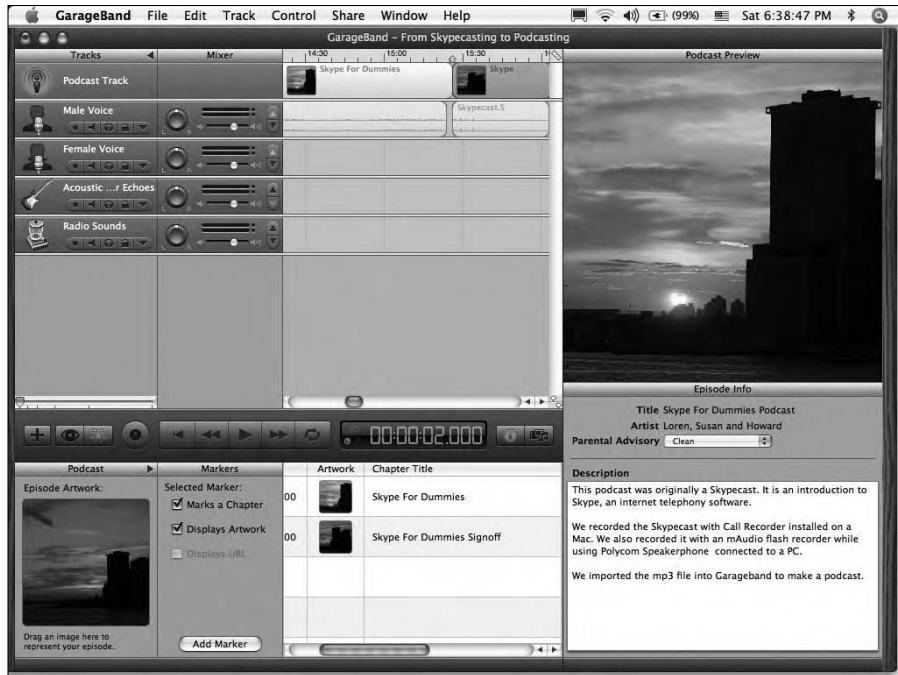 GarageBand File Edit Track Control Share Window Help (99%) Sat 6:38:47 PM
GarageBand – From Skypecasting to Podcasting
Tracks Mixer 14:30 15:00 15:30 Podcast Preview
Podcast Track
Skype For Dummies Skype
Male Voice
Skypecast.S
L R
Female Voice
L R
Acoustic ...r Echoes
L R
Radio Sounds
L R
00:00:02.000
Episode Info
Title Skype For Dummies Podcast
Artist Loren, Susan and Howard
Parental Advisory Clean
Description
This podcast was originally a Skypecast. It is an introduction to
Skype, an internet telephony software.
We recorded the Skypecast with Call Recorder installed on a
Mac. We also recorded it with an mAudio flash recorder while
using Polycom Speakerphone connected to a PC.
We imported the mp3 file into Garageband to make a podcast.
Podcast Markers Artwork Chapter Title
Episode Artwork:
Drag an image here to
represent your episode.
Selected Marker:
Marks a Chapter
Displays Artwork
Displays URL
Add Marker
00 Skype For Dummies
00 Skype For Dummies Signoff